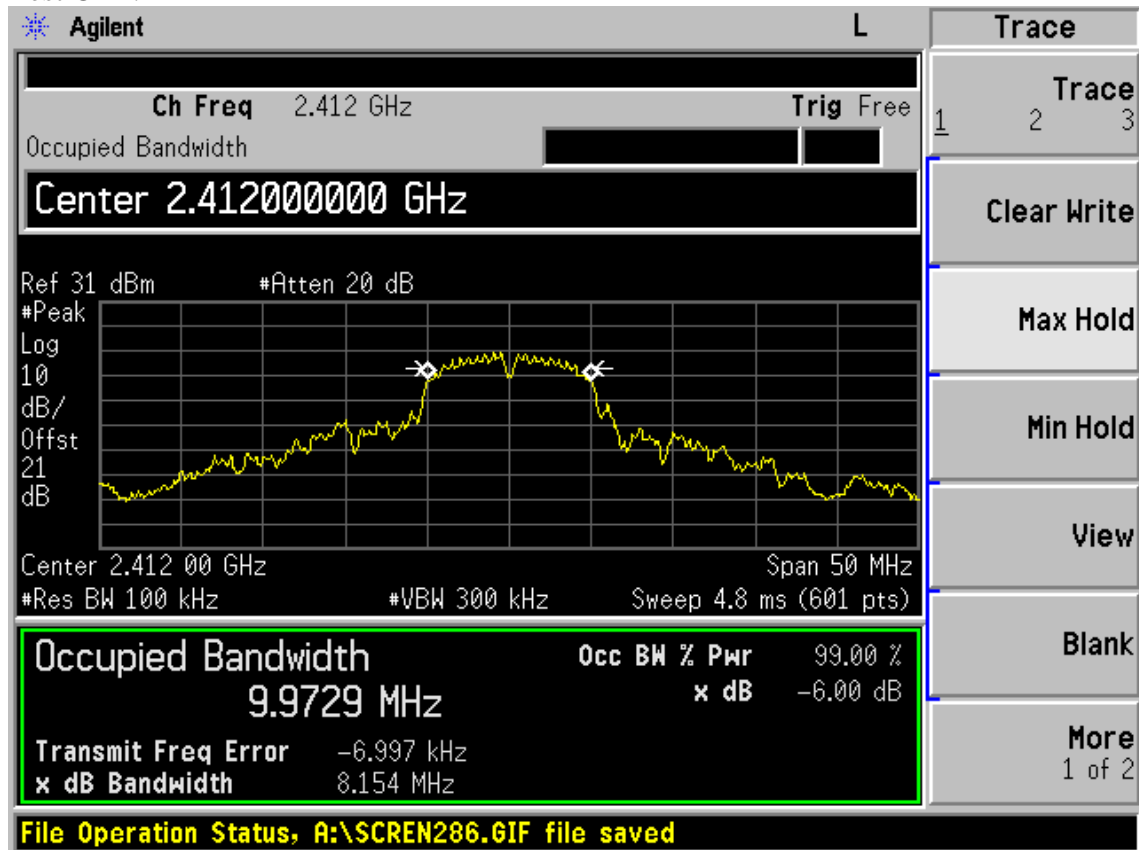 Agilent L Trace
Ch Freq 2.412 GHz Trig Free
Occupied Bandwidth
Center 2.412000000 GHz
Ref 31 dBm #Atten 20 dB
#Peak
Log
10
dB/
Offst
21
dB
Center 2.412 00 GHz Span 50 MHz
#Res BW 100 kHz #VBW 300 kHz Sweep 4.8 ms (601 pts)
Occupied Bandwidth
9.9729 MHz
Occ BW % Pwr 99.00 %
x dB -6.00 dB
Transmit Freq Error -6.997 kHz
x dB Bandwidth 8.154 MHz
File Operation Status, A:\SCREN286.GIF file saved
Trace
1 2 3
Clear Write
Max Hold
Min Hold
View
Blank
More
1 of 2